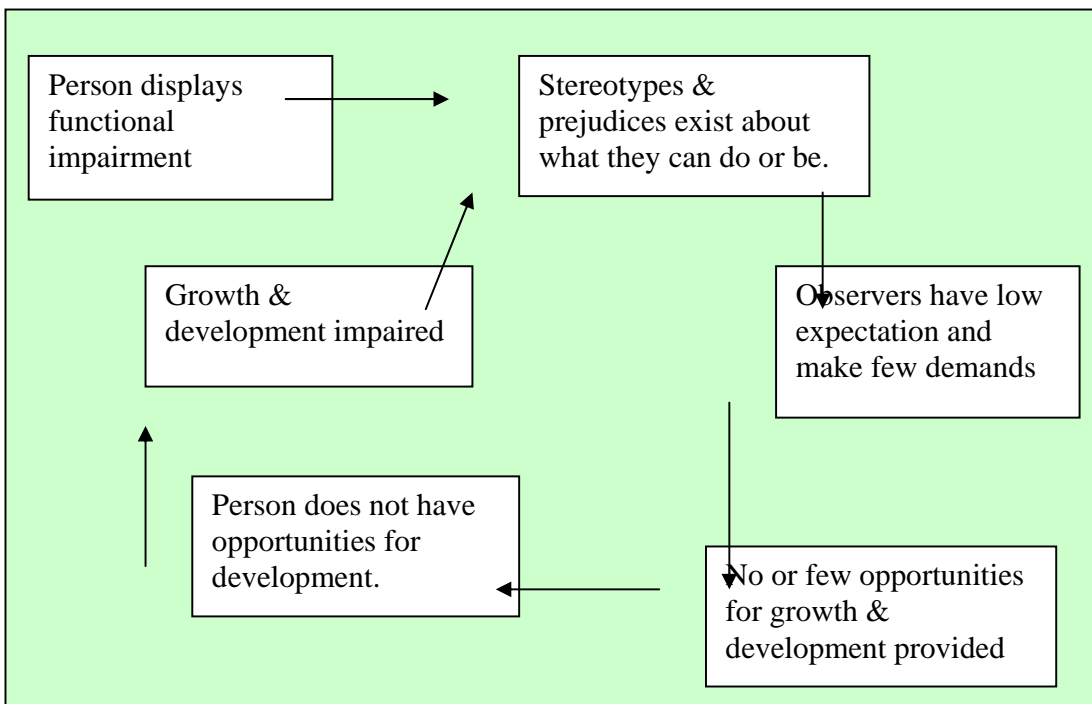 Person displays
functional
impairment
Stereotypes &
prejudices exist about
what they can do or be.
Observers have low
expectation and
make few demands
No or few opportunities
for growth &
development provided
Person does not have
opportunities for
development.
Growth &
development impaired